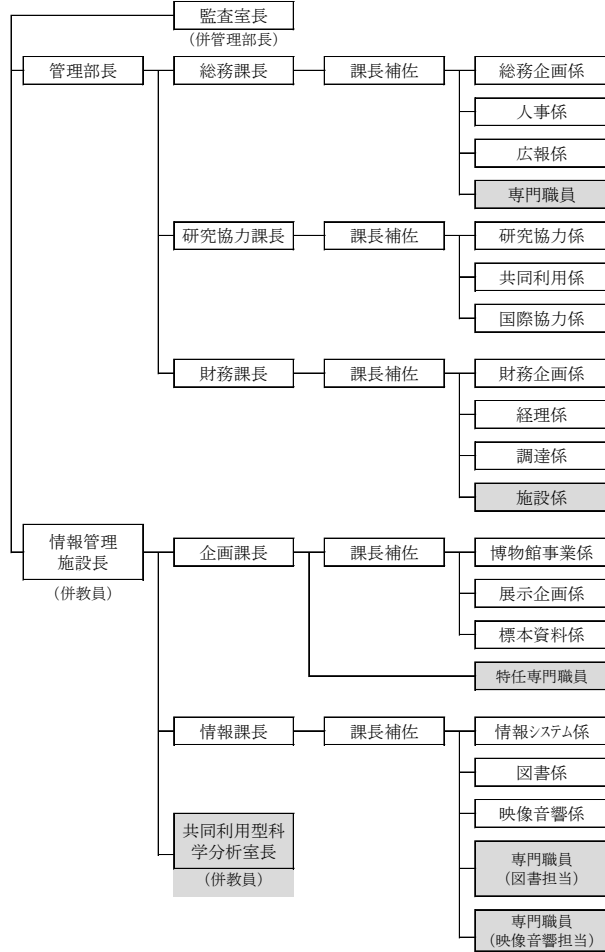 監査室長
(併管理部長)
管理部長
総務課長
課長補佐
総務企画係
人事係
広報係
専門職員
研究協力課長
課長補佐
研究協力係
共同利用係
国際協力係
財務課長
課長補佐
財務企画係
経理係
調達係
施設係
情報管理
施設長
(併教員)
企画課長
課長補佐
博物館事業係
展示企画係
標本資料係
特任専門職員
情報課長
課長補佐
情報システム係
図書係
映像音響係
共同利用型科
学分析室長
(併教員)
専門職員
(図書担当)
専門職員
(映像音響担当)